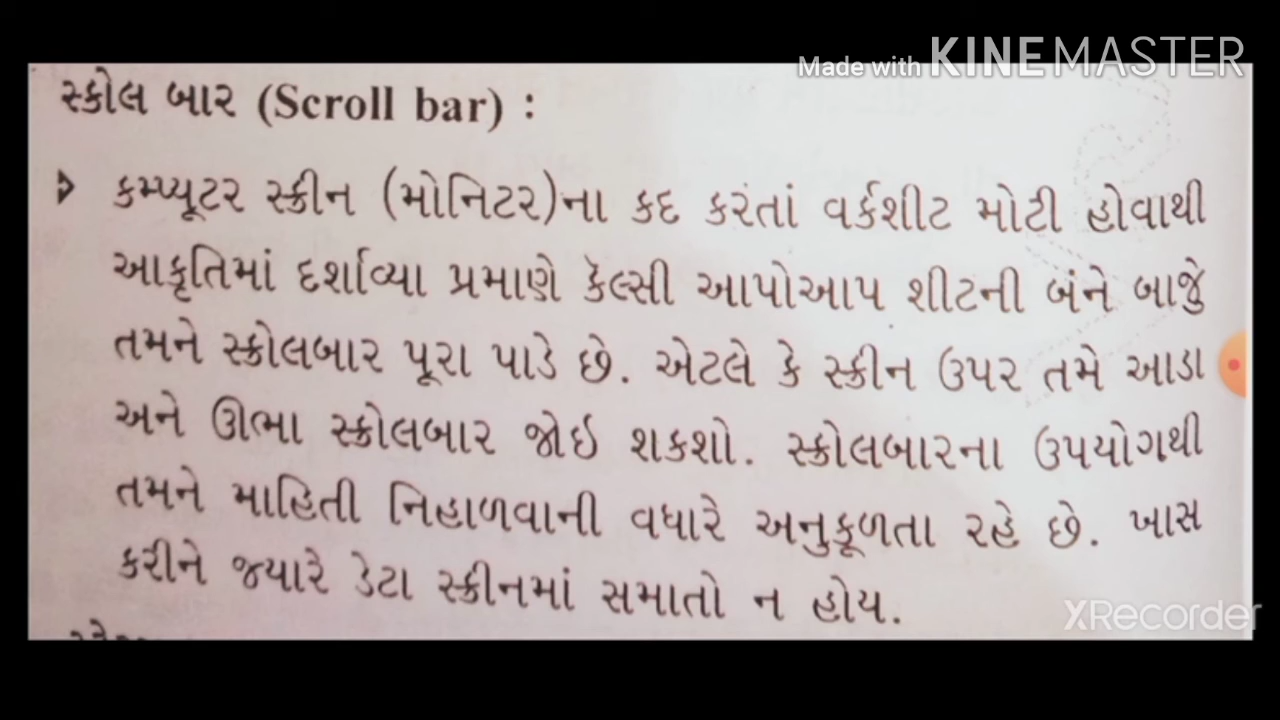 Made with KINEMASTER
સ્ક્રોલ બાર (Scroll bar) :
કમ્પ્યૂટર સ્ક્રીન (મોનિટર)ના કદ કરંતાં વર્કશીટ મોટી હોવાથી
આકૃતિમાં દર્શાવ્યા પ્રમાણે કેલ્સી આપોઆપ શીટની બંને બાજુે
તમને સ્ક્રોલબાર પૂરા પાડે છે. એટલે કે સ્ક્રીન ઉપર તમે આડા
અને ઊભા સ્ક્રોલબાર જોઇ શકશો. સ્ક્રોલબારના ઉપયોગથી
તમને માહિતી નિહાળવાની વધારે અનુકૂળતા રહે છે. ખાસ
કરીને જ્યારે ડેટા સ્ક્રીનમાં સમાતો ન હોય.
XRecorder